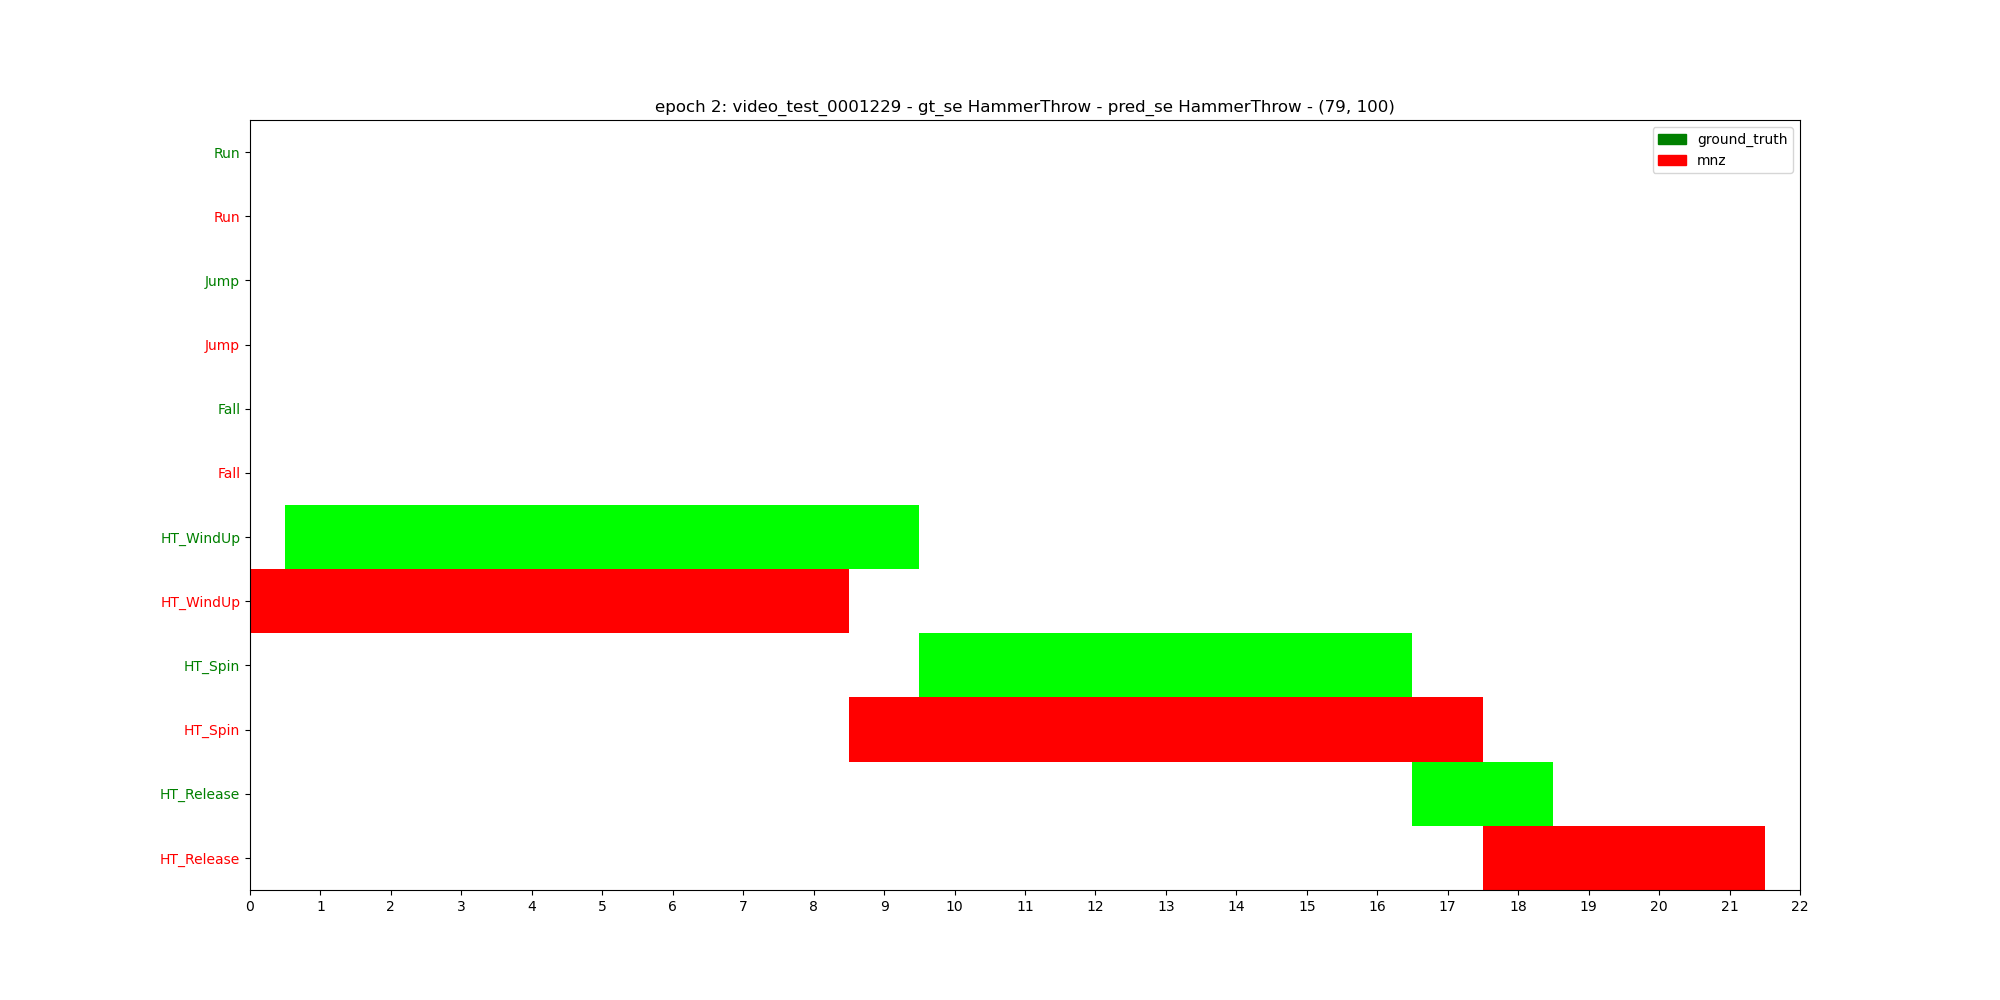 epoch 2: video_test_0001229 - gt_se HammerThrow - pred_se HammerThrow - (79, 100)
ground_truth
mnz
Run
Run
Jump
Jump
Fall
Fall
HT_WindUp
HT_WindUp
HT_Spin
HT_Spin
HT_Release
HT_Release
0 1 2 3 4 5 6 7 8 9 10 11 12 13 14 15 16 17 18 19 20 21 22